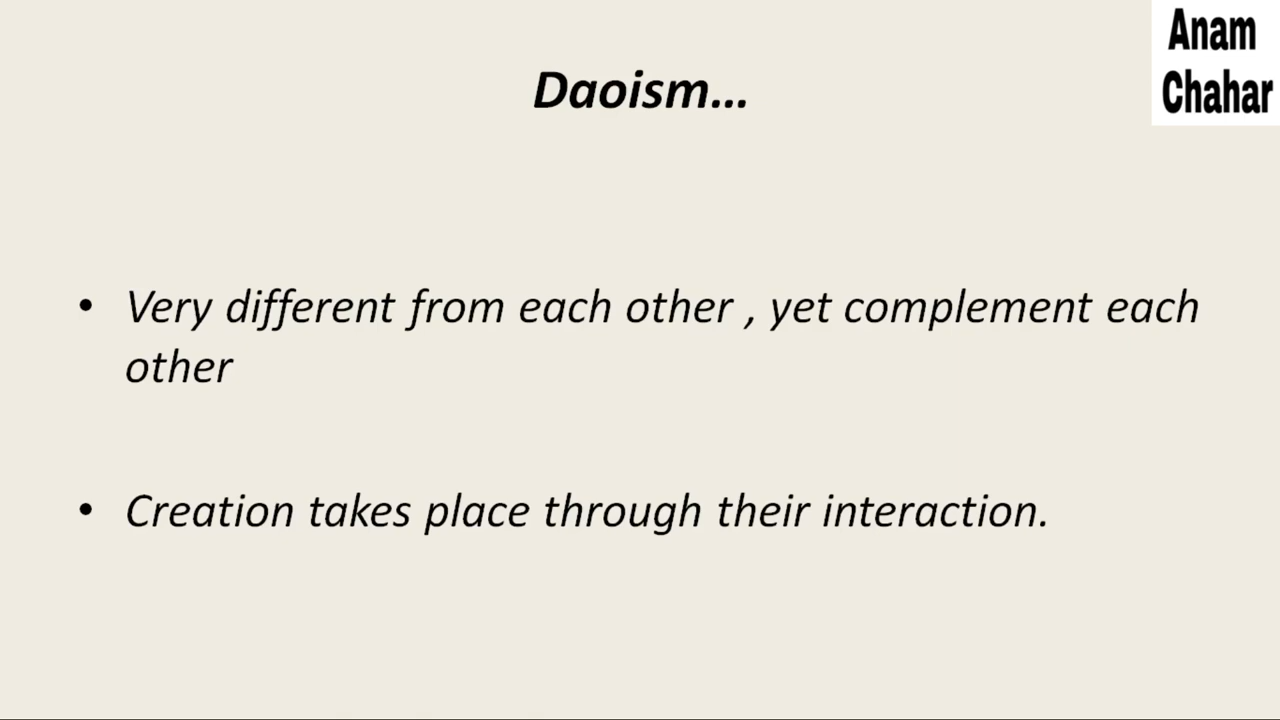 Anam
Chahar
Daoism...
• Very different from each other , yet complement each
other
• Creation takes place through their interaction.